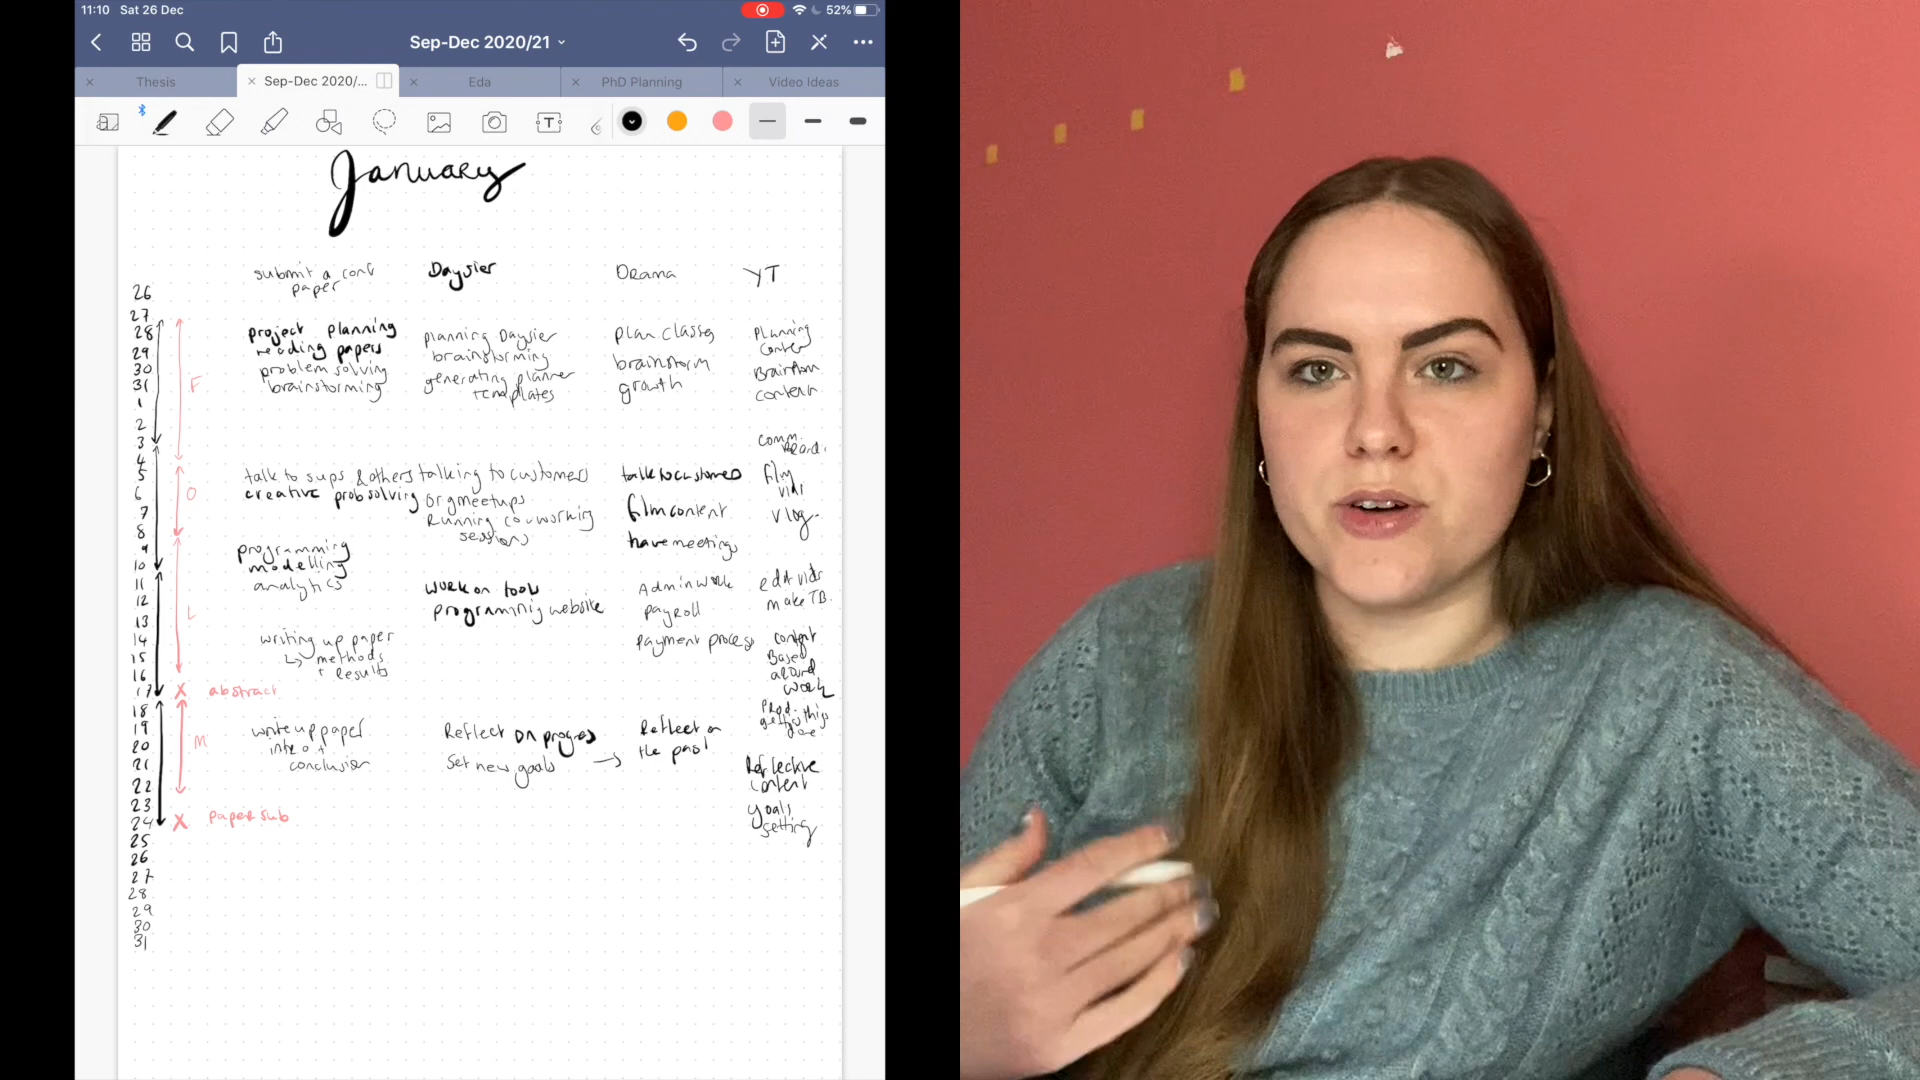 11:10 Sat 26 Dec
52%
Sep-Dec 2020/21
Thesis
Sep-Dec 2020/...
Eda
PhD Planning
Video Ideas
T
January
submit a conf
paper
Daysier
Drama
YT
26
27
28
29
30
31
1
2
3
4
5
6
7
8
9
10
11
12
13
14
15
16
17
18
19
20
21
22
23
24
25
26
27
28
29
30
31
F
O
L
M
project planning
reading papers
problem solving
brainstorming
planning Daysier
brainstorming
generating planner
templates
plan classes
brainstorm
growth
planning
content
content
comm.
talk to sups & others
creative prob solving
talking to customers
org meetups
Running co-working
sessions
talk to customers
film content
have meetings
film
vids
vlog.
programming
modelling
analytics
work on tool
programming website
Admin work
payroll
payment process
edit vids
make TB.
writing up paper
↳ methods
+ results
content
Based
around
work
X abstract
write up paper
intro +
conclusion
Reflect on progress
Set new goals →
Reflect on
the past
Prod.
getting things
done
Reflective
content
goals
setting
X paper sub